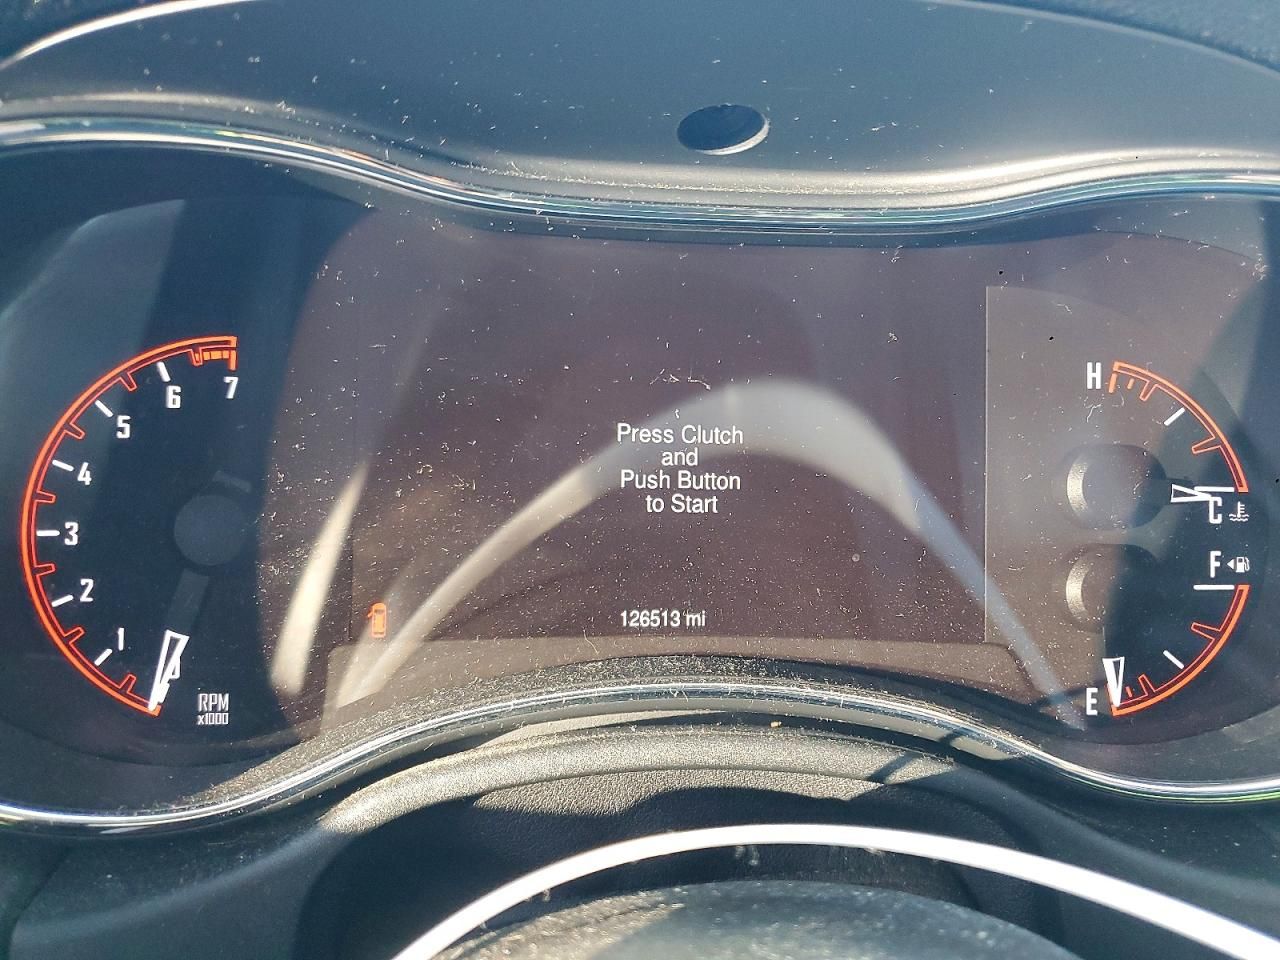 7
6
5
4
3
2
1
RPM
x1000
Press Clutch
and
Push Button
to Start
126513 mi
H
C
F
E